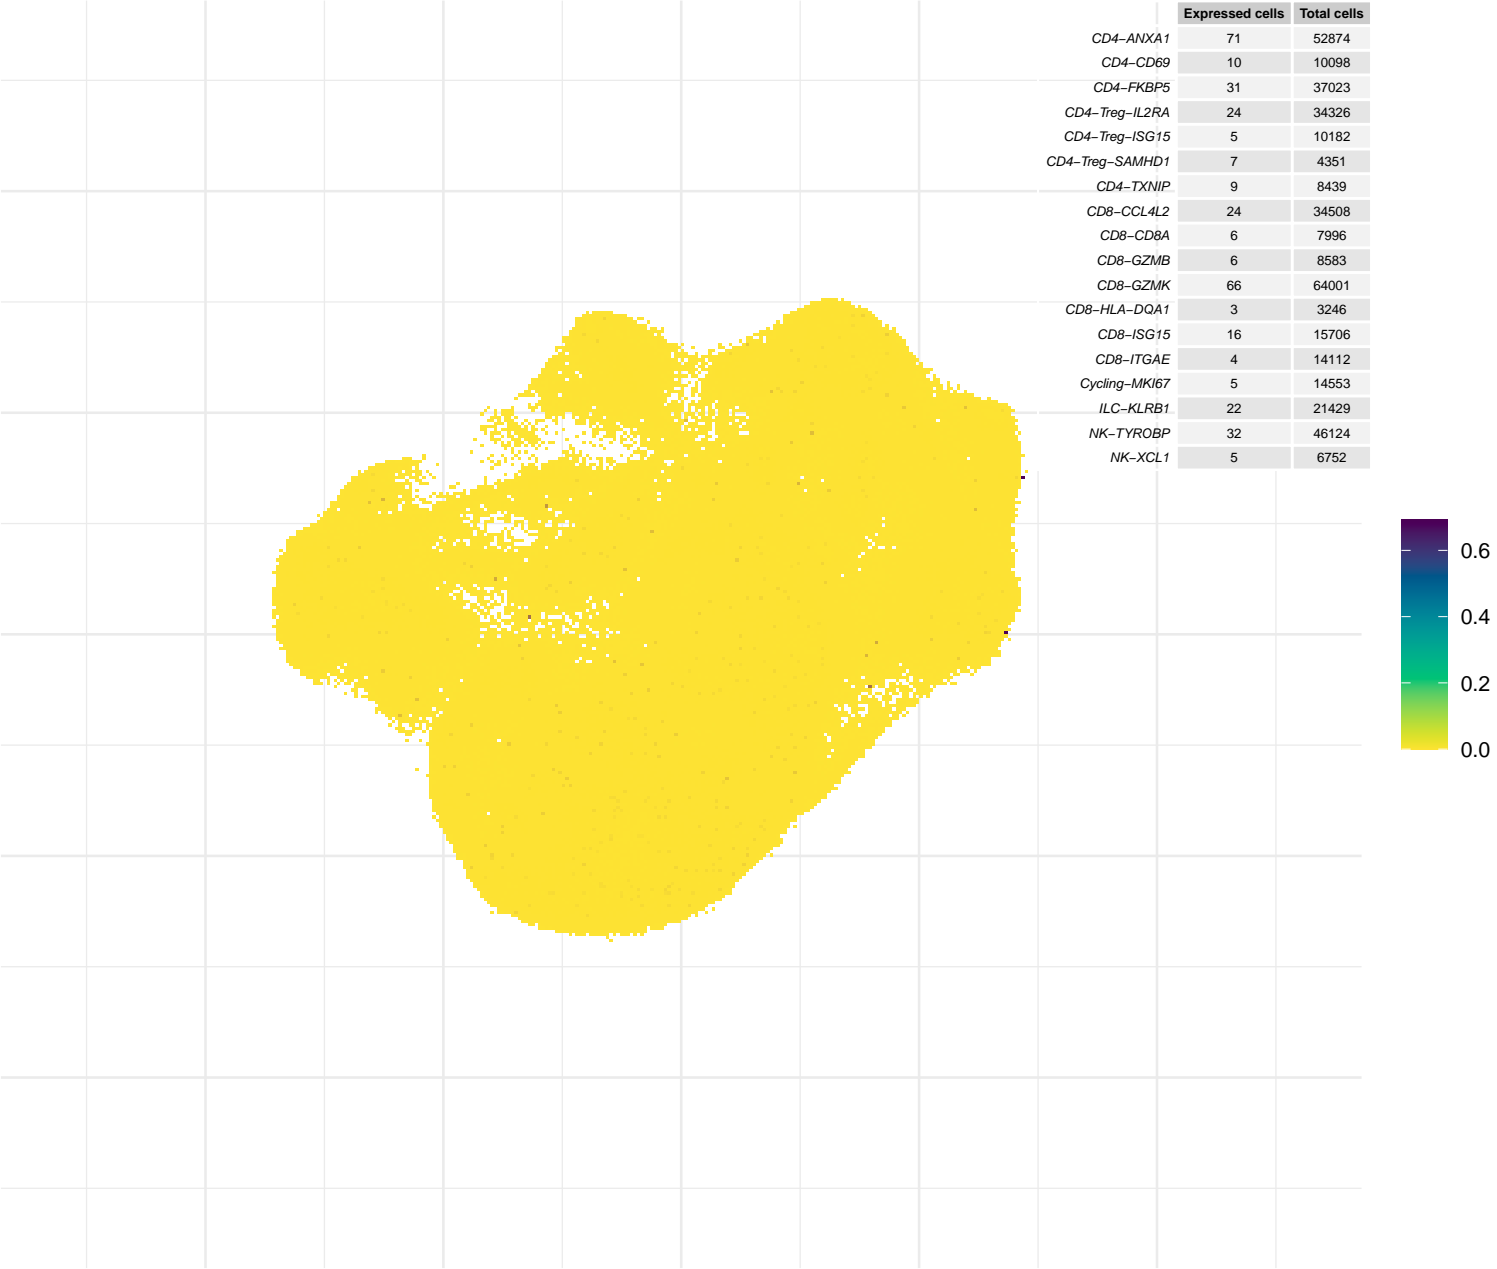 Expressed cells Total cells
CD4−ANXA1 71 52874
CD4−CD69 10 10098
CD4−FKBP5 31 37023
CD4−Treg−IL2RA 24 34326
CD4−Treg−ISG15 5 10182
CD4−Treg−SAMHD1 7 4351
CD4−TXNIP 9 8439
CD8−CCL4L2 24 34508
CD8−CD8A 6 7996
CD8−GZMB 6 8583
CD8−GZMK 66 64001
CD8−HLA−DQA1 3 3246
CD8−ISG15 16 15706
CD8−ITGAE 4 14112
Cycling−MKI67 5 14553
ILC−KLRB1 22 21429
NK−TYROBP 32 46124
NK−XCL1 5 6752
0.6
0.4
0.2
0.0